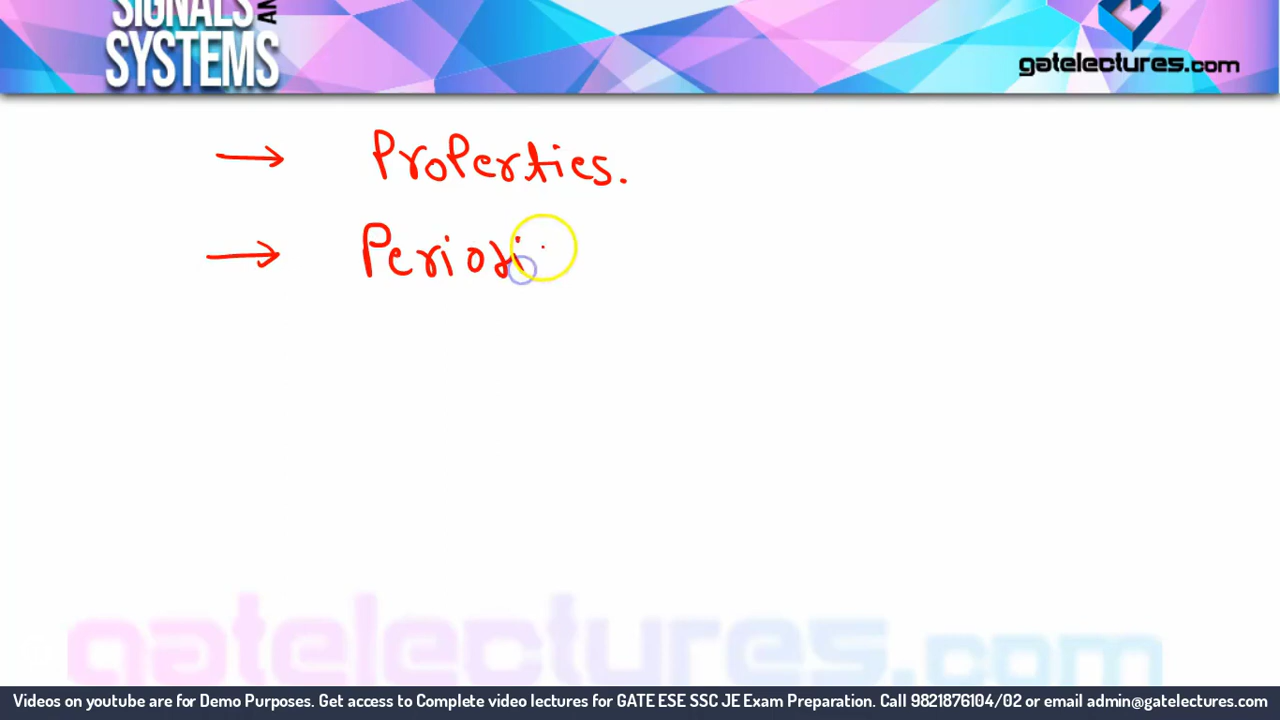 SIGNALS AND
SYSTEMS
gatelectures.com
→ Properties.
→ Periodi
gatelectures.com
Videos on youtube are for Demo Purposes. Get access to Complete video lectures for GATE ESE SSC JE Exam Preparation. Call 9821876104/02 or email admin@gatelectures.com